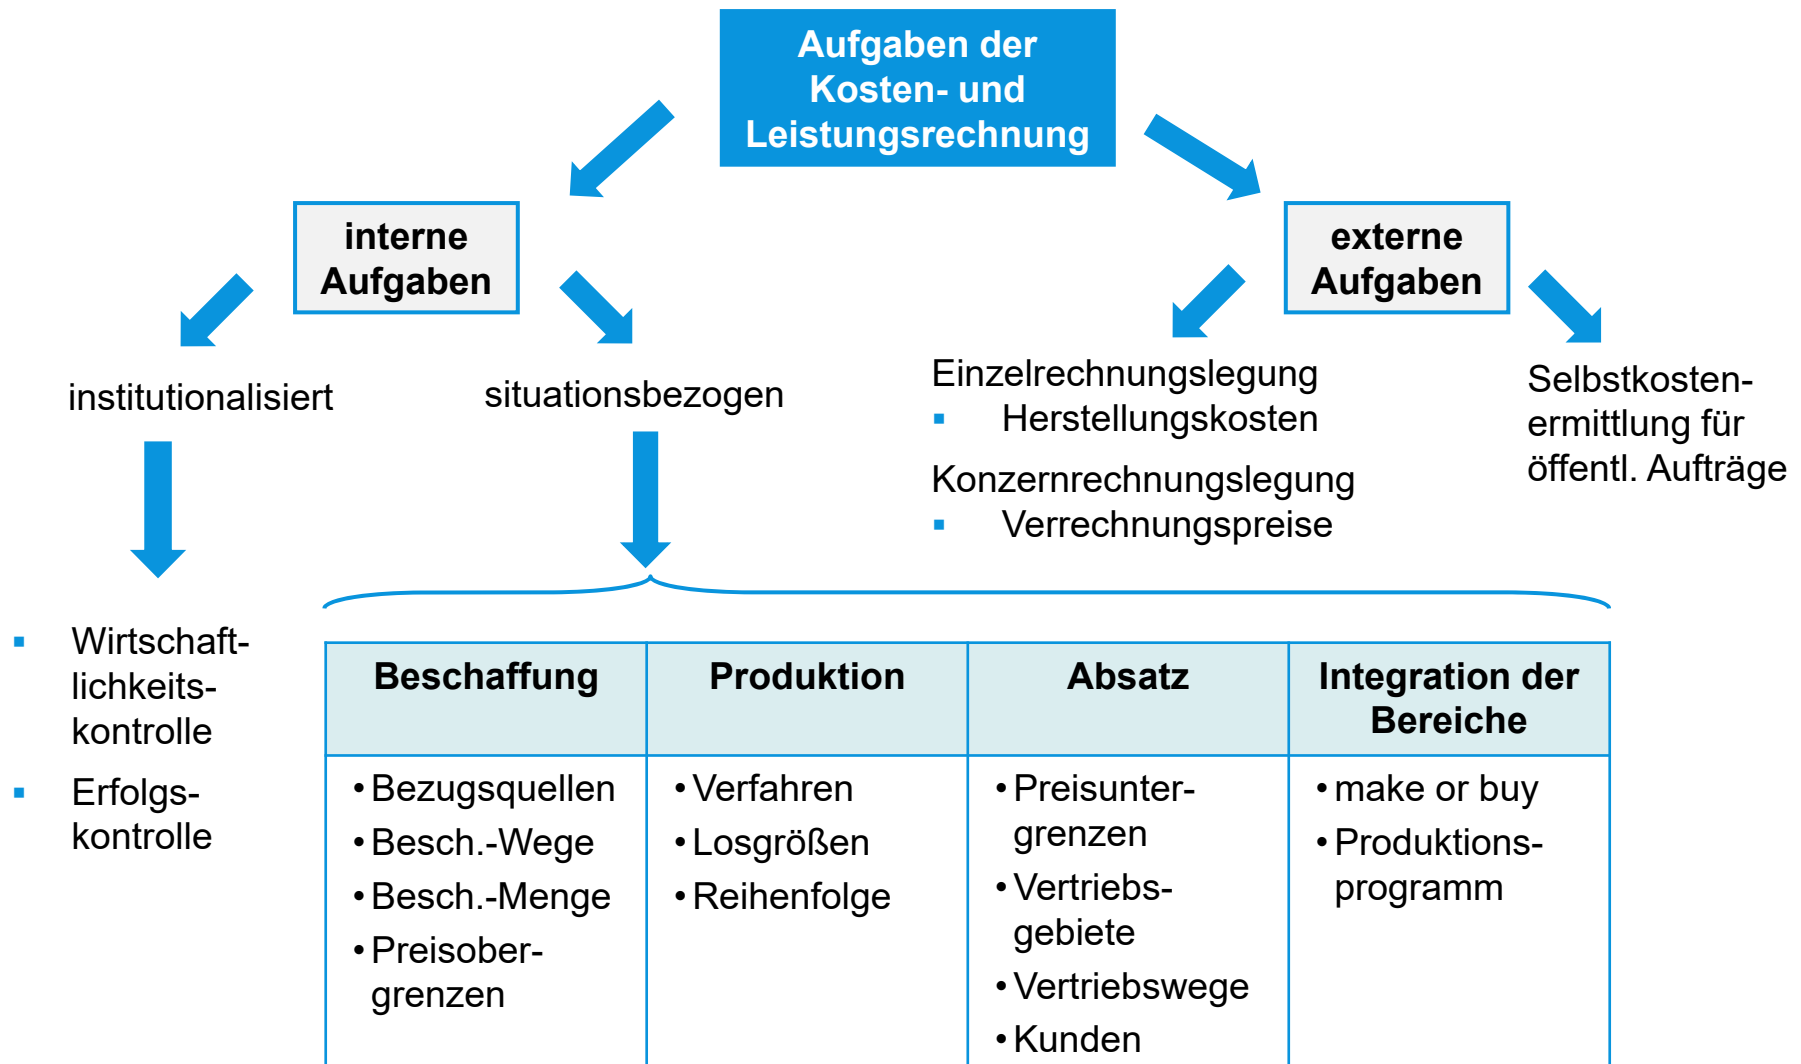 Aufgaben der
Kosten- und
Leistungsrechnung
interne
Aufgaben
externe
Aufgaben
institutionalisiert
situationsbezogen
Einzelrechnungslegung
▪ Herstellungskosten
Konzernrechnungslegung
▪ Verrechnungspreise
Selbstkosten-
ermittlung für
öffentl. Aufträge
▪ Wirtschaft-
lichkeits-
kontrolle
▪ Erfolgs-
kontrolle
Beschaffung
• Bezugsquellen
• Besch.-Wege
• Besch.-Menge
• Preisober-
grenzen
Produktion
• Verfahren
• Losgrößen
• Reihenfolge
Absatz
• Preisunter-
grenzen
• Vertriebs-
gebiete
• Vertriebswege
• Kunden
Integration der
Bereiche
• make or buy
• Produktions-
programm